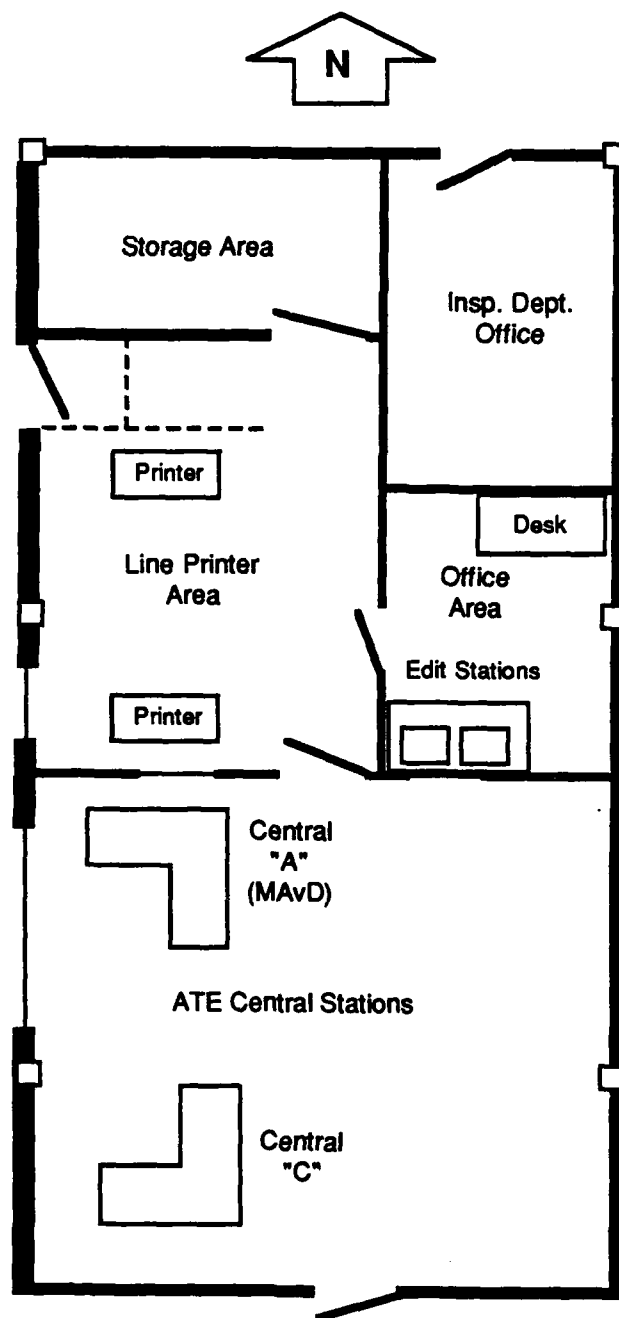 N
Storage Area
Insp. Dept.
Office
Printer
Desk
Line Printer
Area
Office
Area
Edit Stations
Printer
Central
"A"
(MAvD)
ATE Central Stations
Central
"C"